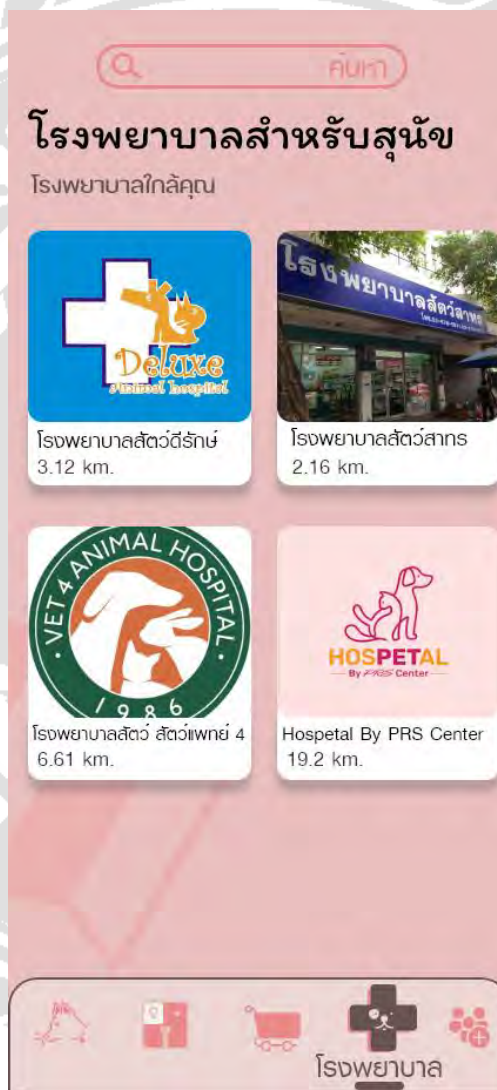 ค้นหา
โรงพยาบาลสำหรับสุนัข
โรงพยาบาลใกล้คุณ
Deluxe
Animal hospital
โรงพยาบาลสัตว์สาทร
โรงพยาบาลสัตว์ดีรักษ์
3.12 km.
โรงพยาบาลสัตว์สาทร
2.16 km.
VET 4 ANIMAL HOSPITAL
1986
HOSPETAL
By PRS Center
โรงพยาบาลสัตว์ สัตว์แพทย์ 4
6.61 km.
Hospetal By PRS Center
19.2 km.
โรงพยาบาล